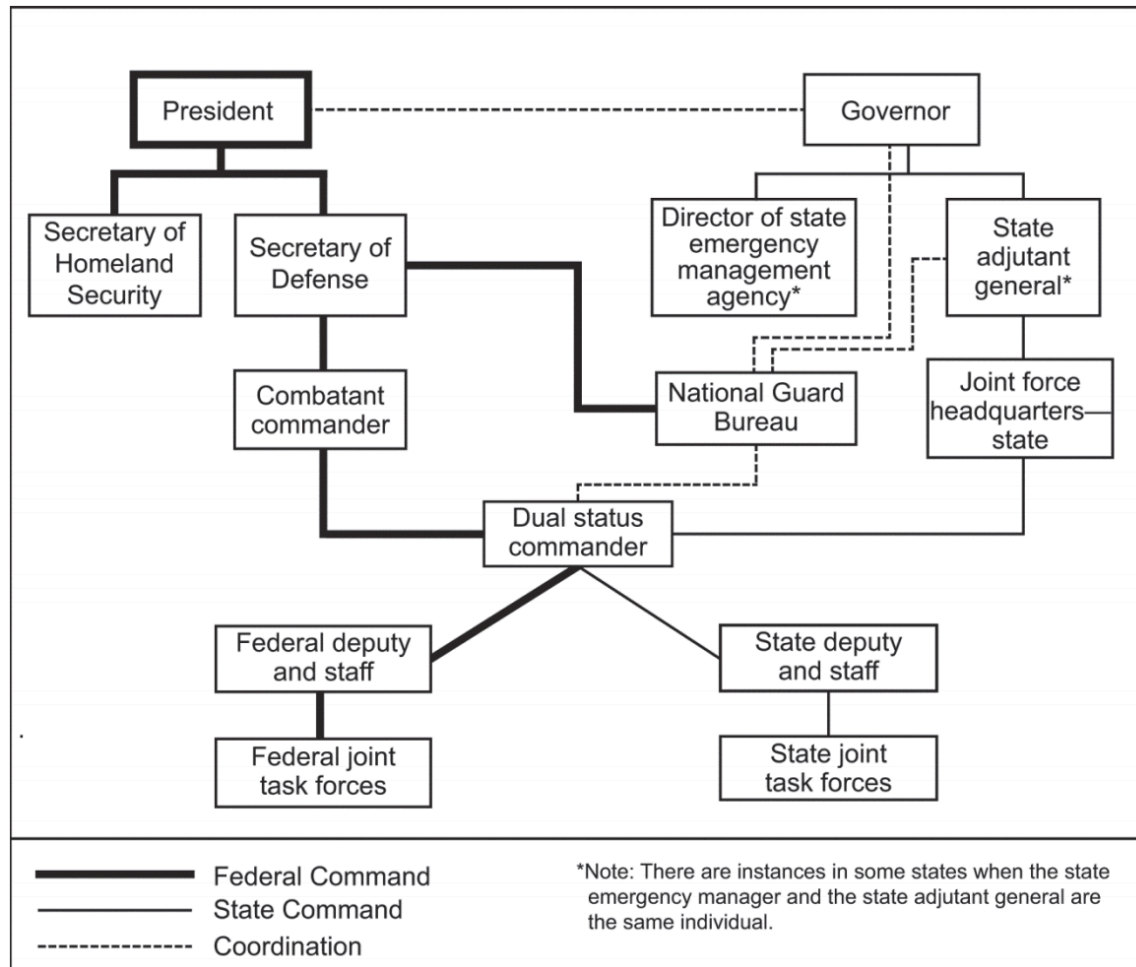 President
Governor
Secretary of
Homeland
Security
Secretary of
Defense
Director of state
emergency
management
agency*
State
adjutant
general*
Combatant
commander
National Guard
Bureau
Joint force
headquarters—
state
Dual status
commander
Federal deputy
and staff
State deputy
and staff
Federal joint
task forces
State joint
task forces
Federal Command
State Command
Coordination
*Note: There are instances in some states when the state
emergency manager and the state adjutant general are
the same individual.